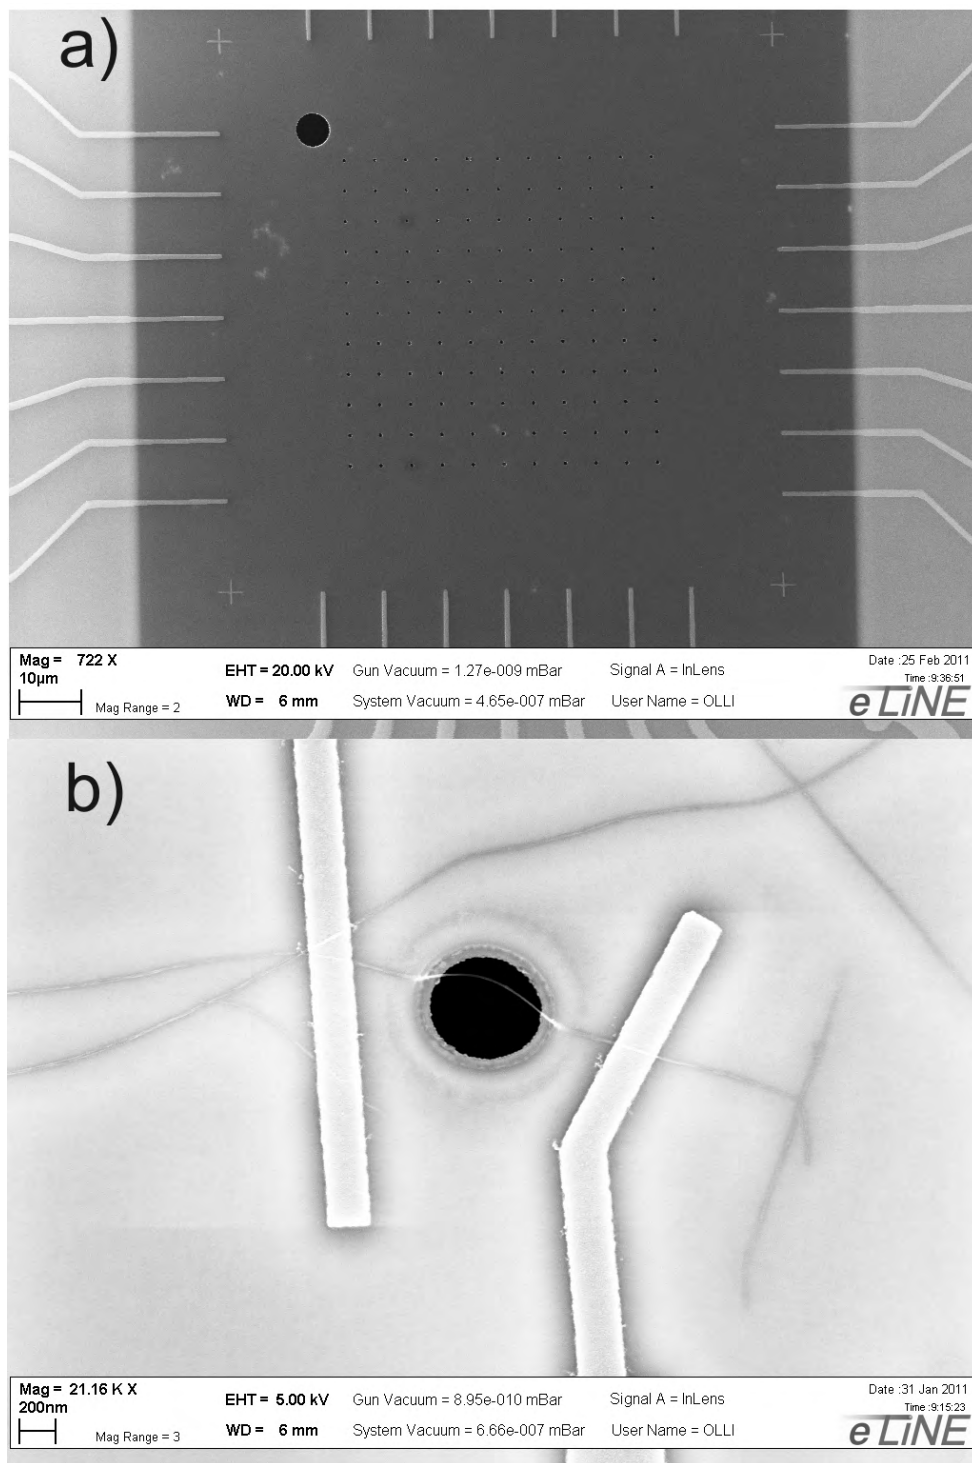 a)
Mag = 722 X
10µm
Mag Range = 2
EHT = 20.00 kV
WD = 6 mm
Gun Vacuum = 1.27e-009 mBar
System Vacuum = 4.65e-007 mBar
Signal A = InLens
User Name = OLLI
Date :25 Feb 2011
Time :9:36:51
e LiNE
b)
Mag = 21.16 K X
200nm
Mag Range = 3
EHT = 5.00 kV
WD = 6 mm
Gun Vacuum = 8.95e-010 mBar
System Vacuum = 6.66e-007 mBar
Signal A = InLens
User Name = OLLI
Date :31 Jan 2011
Time :9:15:23
e LiNE